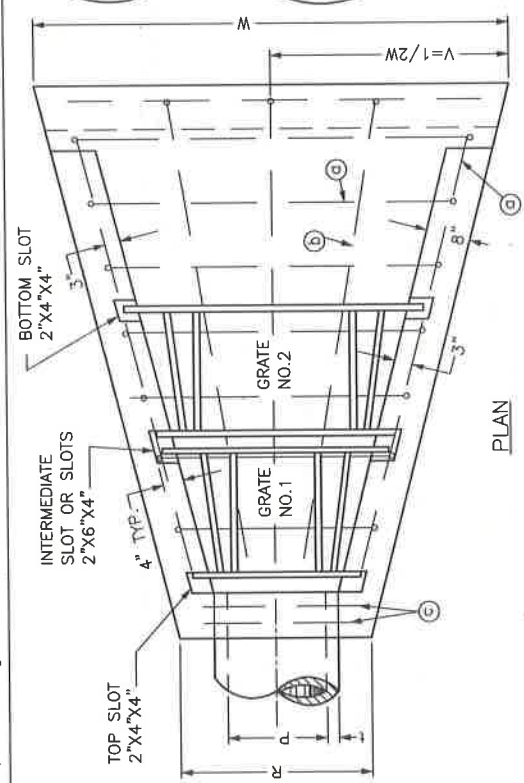 BOTTOM SLOT
2"X4"X4"
INTERMEDIATE
SLOT OR SLOTS
2"X6"X4"
TOP SLOT
2"X4"X4"
4" TYP.
3"
GRATE
NO.1
GRATE
NO.2
a
b
a
c
8"
3"
W
V=1/2W
R
D
t
PLAN